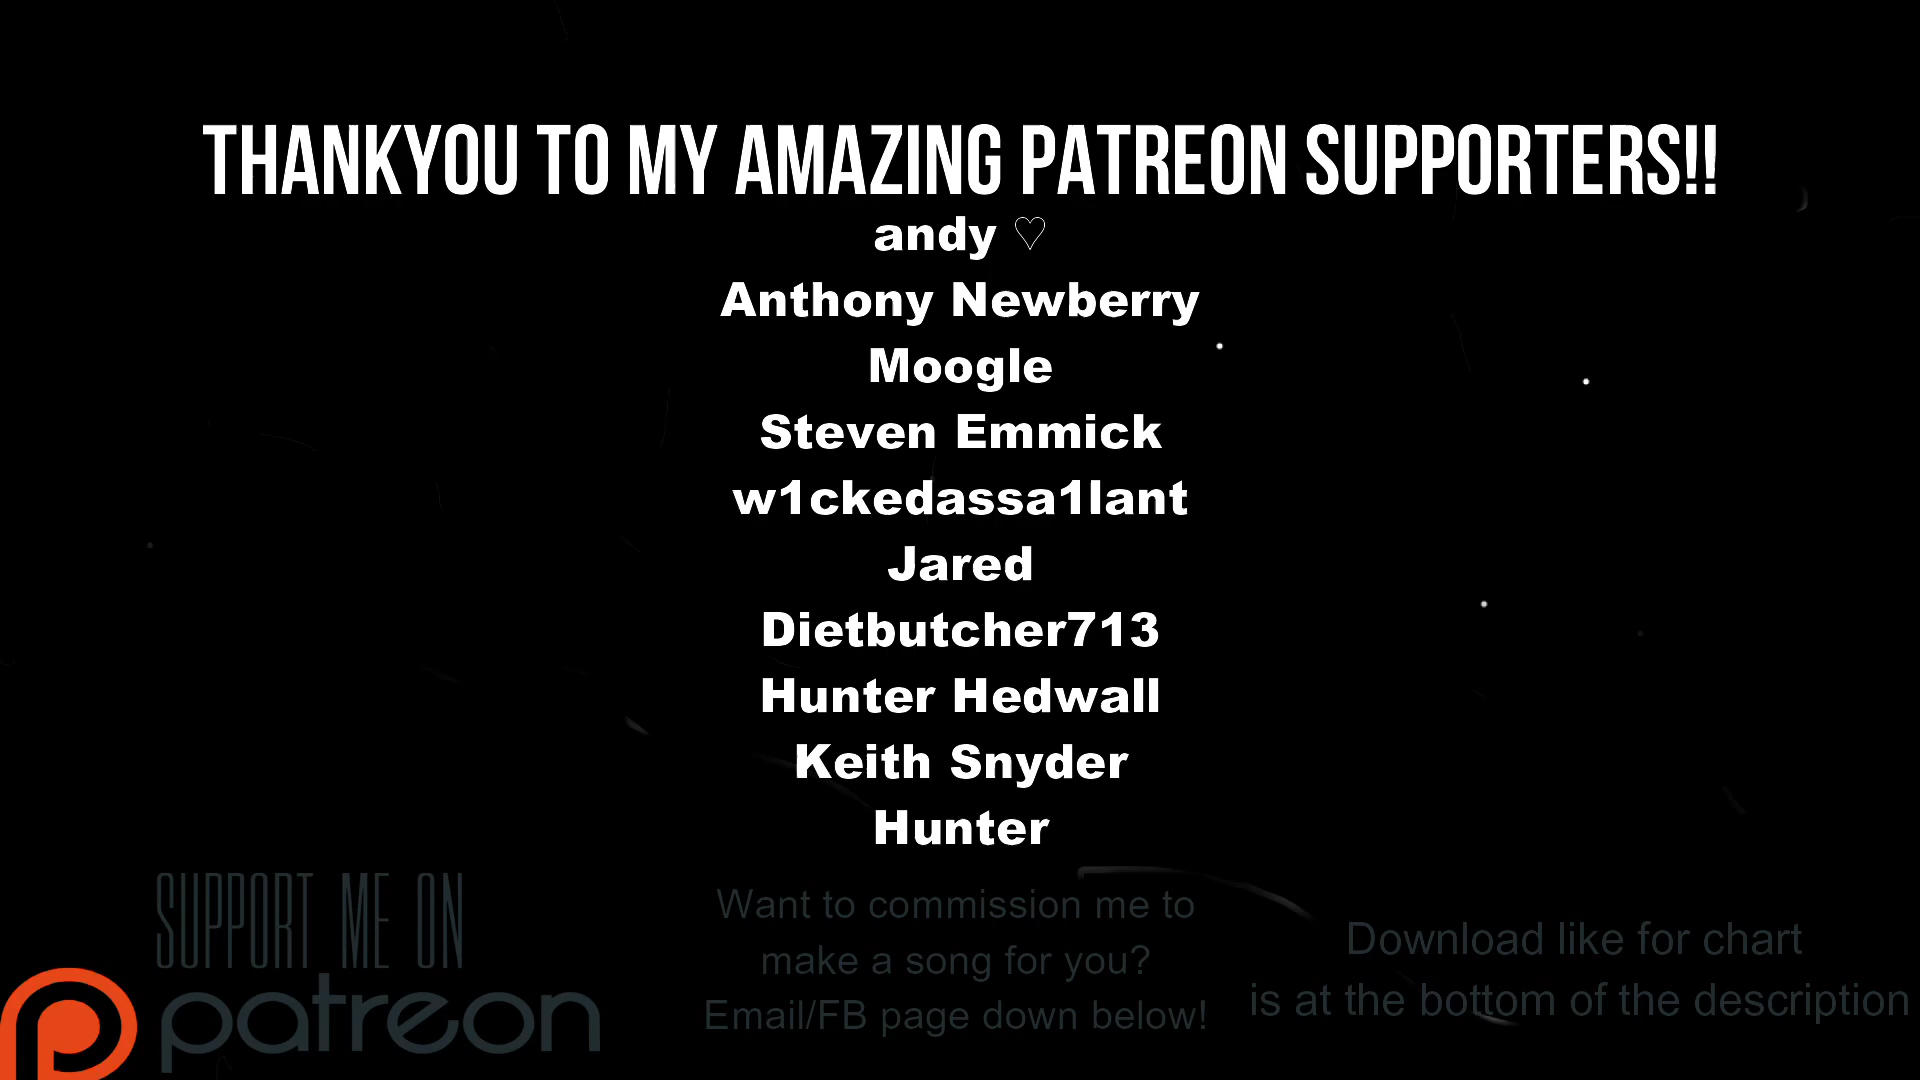 THANKYOU TO MY AMAZING PATREON SUPPORTERS!!
andy ♡
Anthony Newberry
Moogle
Steven Emmick
w1ckedassa1lant
Jared
Dietbutcher713
Hunter Hedwall
Keith Snyder
Hunter
SUPPORT ME ON
patreon
Want to commission me to
make a song for you?
Email/FB page down below!
Download like for chart
is at the bottom of the description